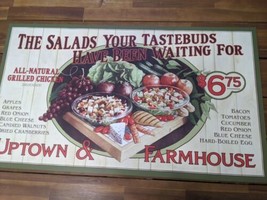 THE SALADS YOUR TASTEBUDS
HAVE BEEN WAITING FOR
ALL-NATURAL
GRILLED CHICKEN
$6.75
APPLES
GRAPES
RED ONION
BLUE CHEESE
CANDIED WALNUTS
DRIED CRANBERRIES
BACON
TOMATOES
CUCUMBER
RED ONION
BLUE CHEESE
HARD-BOILED EGG
UPTOWN & FARMHOUSE